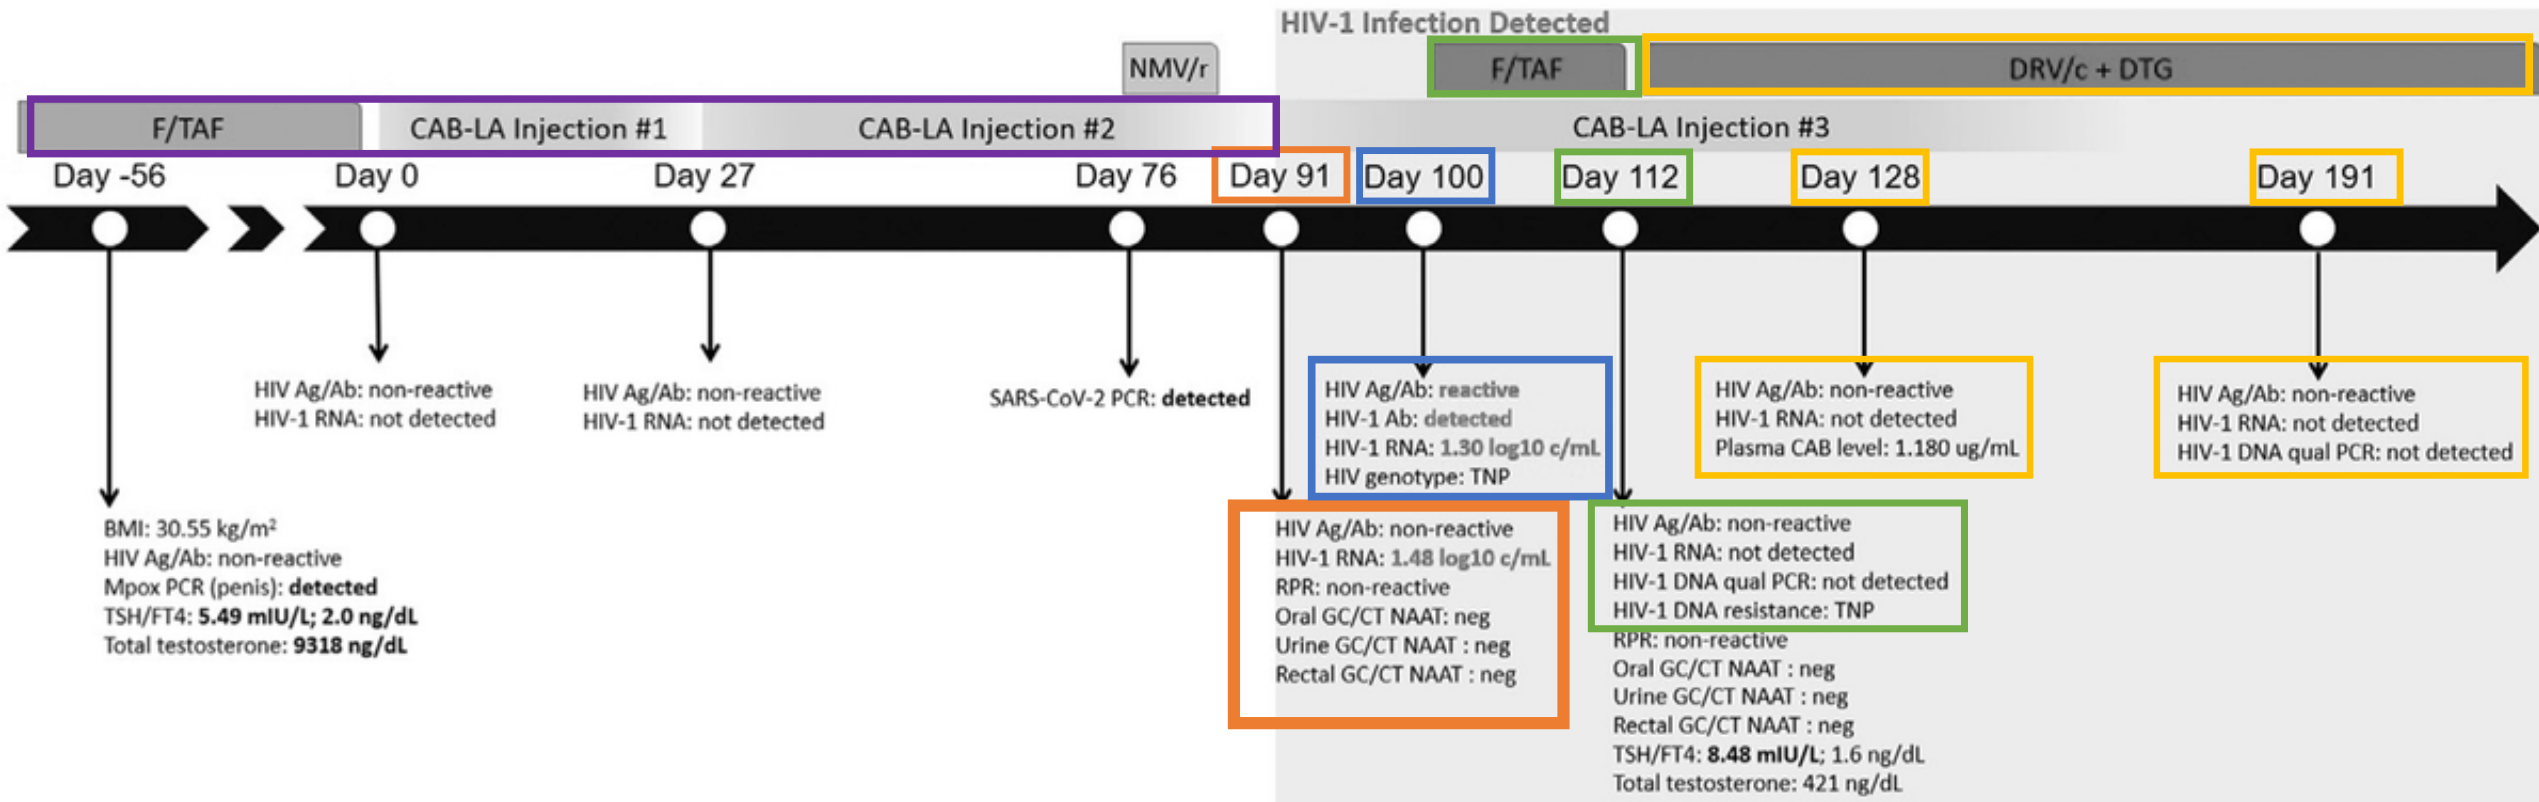 HIV-1 Infection Detected
NMV/r
F/TAF
DRV/c + DTG
F/TAF
CAB-LA Injection #1
CAB-LA Injection #2
CAB-LA Injection #3
Day -56
Day 0
Day 27
Day 76
Day 91
Day 100
Day 112
Day 128
Day 191
BMI: 30.55 kg/m²
HIV Ag/Ab: non-reactive
Mpox PCR (penis): detected
TSH/FT4: 5.49 mIU/L; 2.0 ng/dL
Total testosterone: 9318 ng/dL
HIV Ag/Ab: non-reactive
HIV-1 RNA: not detected
HIV Ag/Ab: non-reactive
HIV-1 RNA: not detected
SARS-CoV-2 PCR: detected
HIV Ag/Ab: non-reactive
HIV-1 RNA: 1.48 log10 c/mL
RPR: non-reactive
Oral GC/CT NAAT: neg
Urine GC/CT NAAT : neg
Rectal GC/CT NAAT : neg
HIV Ag/Ab: reactive
HIV-1 Ab: detected
HIV-1 RNA: 1.30 log10 c/mL
HIV genotype: TNP
HIV Ag/Ab: non-reactive
HIV-1 RNA: not detected
HIV-1 DNA qual PCR: not detected
HIV-1 DNA resistance: TNP
RPR: non-reactive
Oral GC/CT NAAT : neg
Urine GC/CT NAAT : neg
Rectal GC/CT NAAT : neg
TSH/FT4: 8.48 mIU/L; 1.6 ng/dL
Total testosterone: 421 ng/dL
HIV Ag/Ab: non-reactive
HIV-1 RNA: not detected
Plasma CAB level: 1.180 ug/mL
HIV Ag/Ab: non-reactive
HIV-1 RNA: not detected
HIV-1 DNA qual PCR: not detected